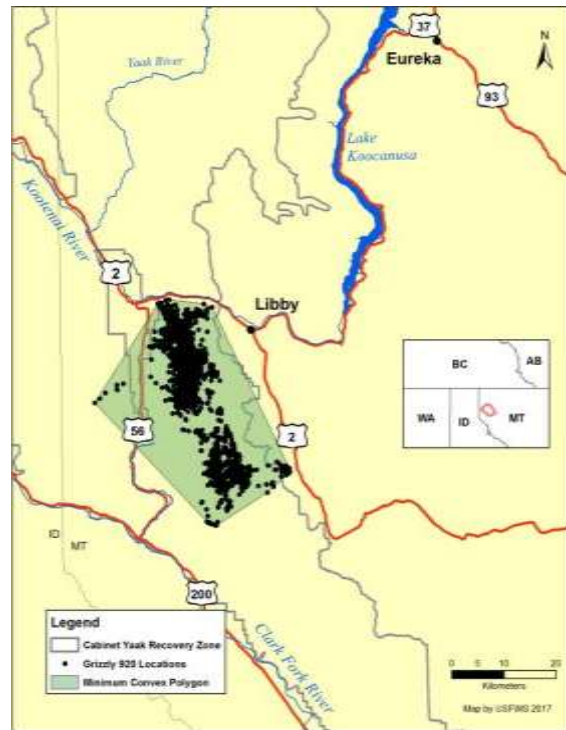 37
Eureka
N
93
Yaak River
Lake
Koocanusa
Kootenai River
2
Libby
BC
AB
WA
ID
MT
56
2
ID
MT
200
Clark Fork River
Legend
Cabinet Yaak Recovery Zone
Grizzly 920 Locations
Minimum Convex Polygon
0
10
20
Kilometers
Map by USFWS 2017